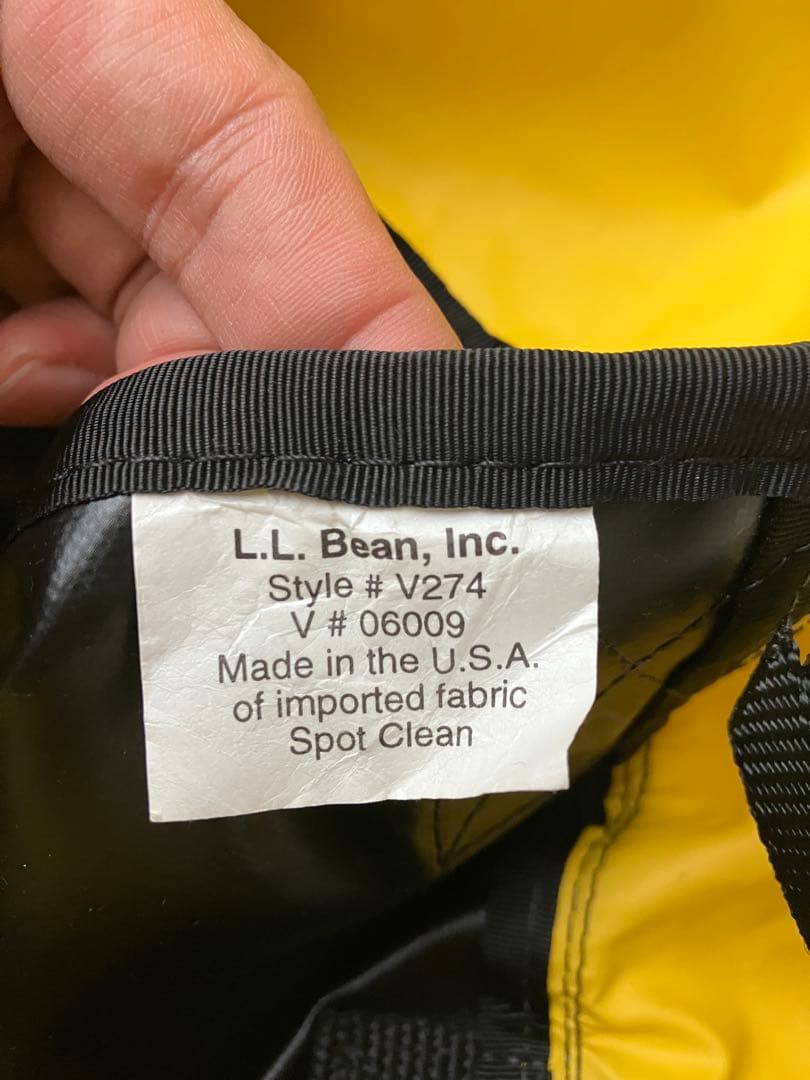 L.L. Bean, Inc.
Style # V274
V # 06009
Made in the U.S.A.
of imported fabric
Spot Clean